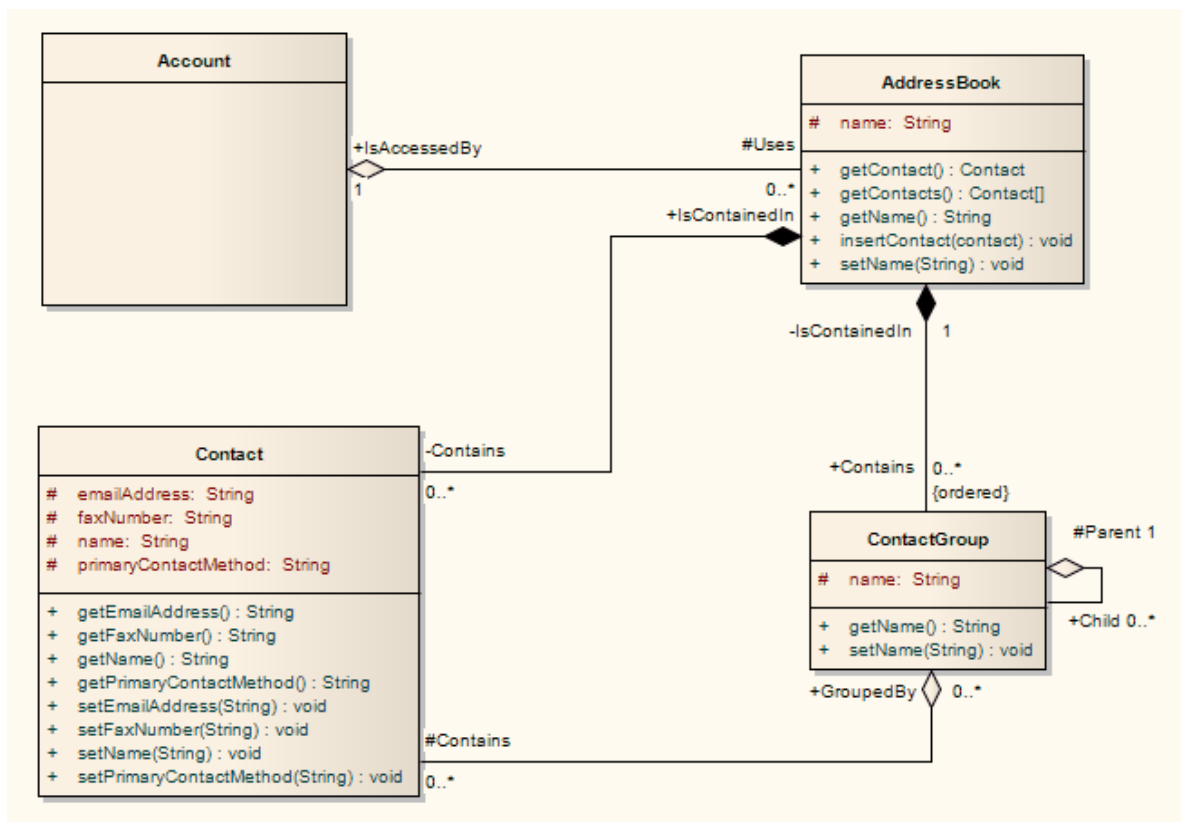 Account
AddressBook
# name: String
+ getContact() : Contact
+ getContacts() : Contact[]
+ getName() : String
+ insertContact(contact) : void
+ setName(String) : void
+IsAccessedBy
1
#Uses
0..*
+IsContainedIn
-IsContainedIn 1
+Contains 0..*
{ordered}
-Contains
0..*
Contact
# emailAddress: String
# faxNumber: String
# name: String
# primaryContactMethod: String
+ getEmailAddress() : String
+ getFaxNumber() : String
+ getName() : String
+ getPrimaryContactMethod() : String
+ setEmailAddress(String) : void
+ setFaxNumber(String) : void
+ setName(String) : void
+ setPrimaryContactMethod(String) : void
ContactGroup
# name: String
+ getName() : String
+ setName(String) : void
#Parent 1
+Child 0..*
+GroupedBy 0..*
#Contains
0..*